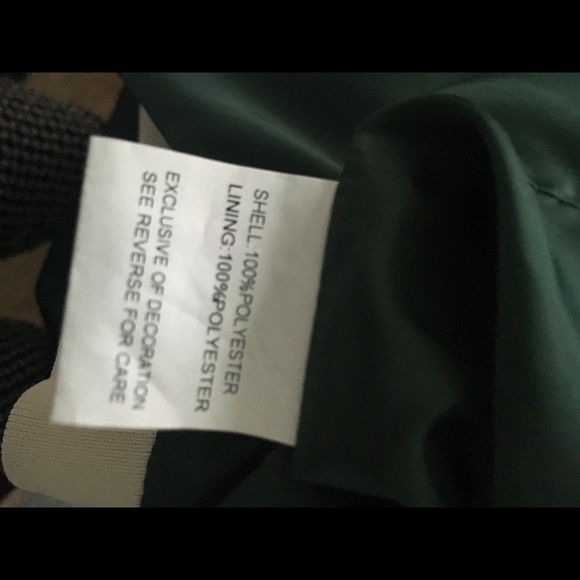 SHELL:100%POLYESTER
LINING:100%POLYESTER
EXCLUSIVE OF DECORATION
SEE REVERSE FOR CARE